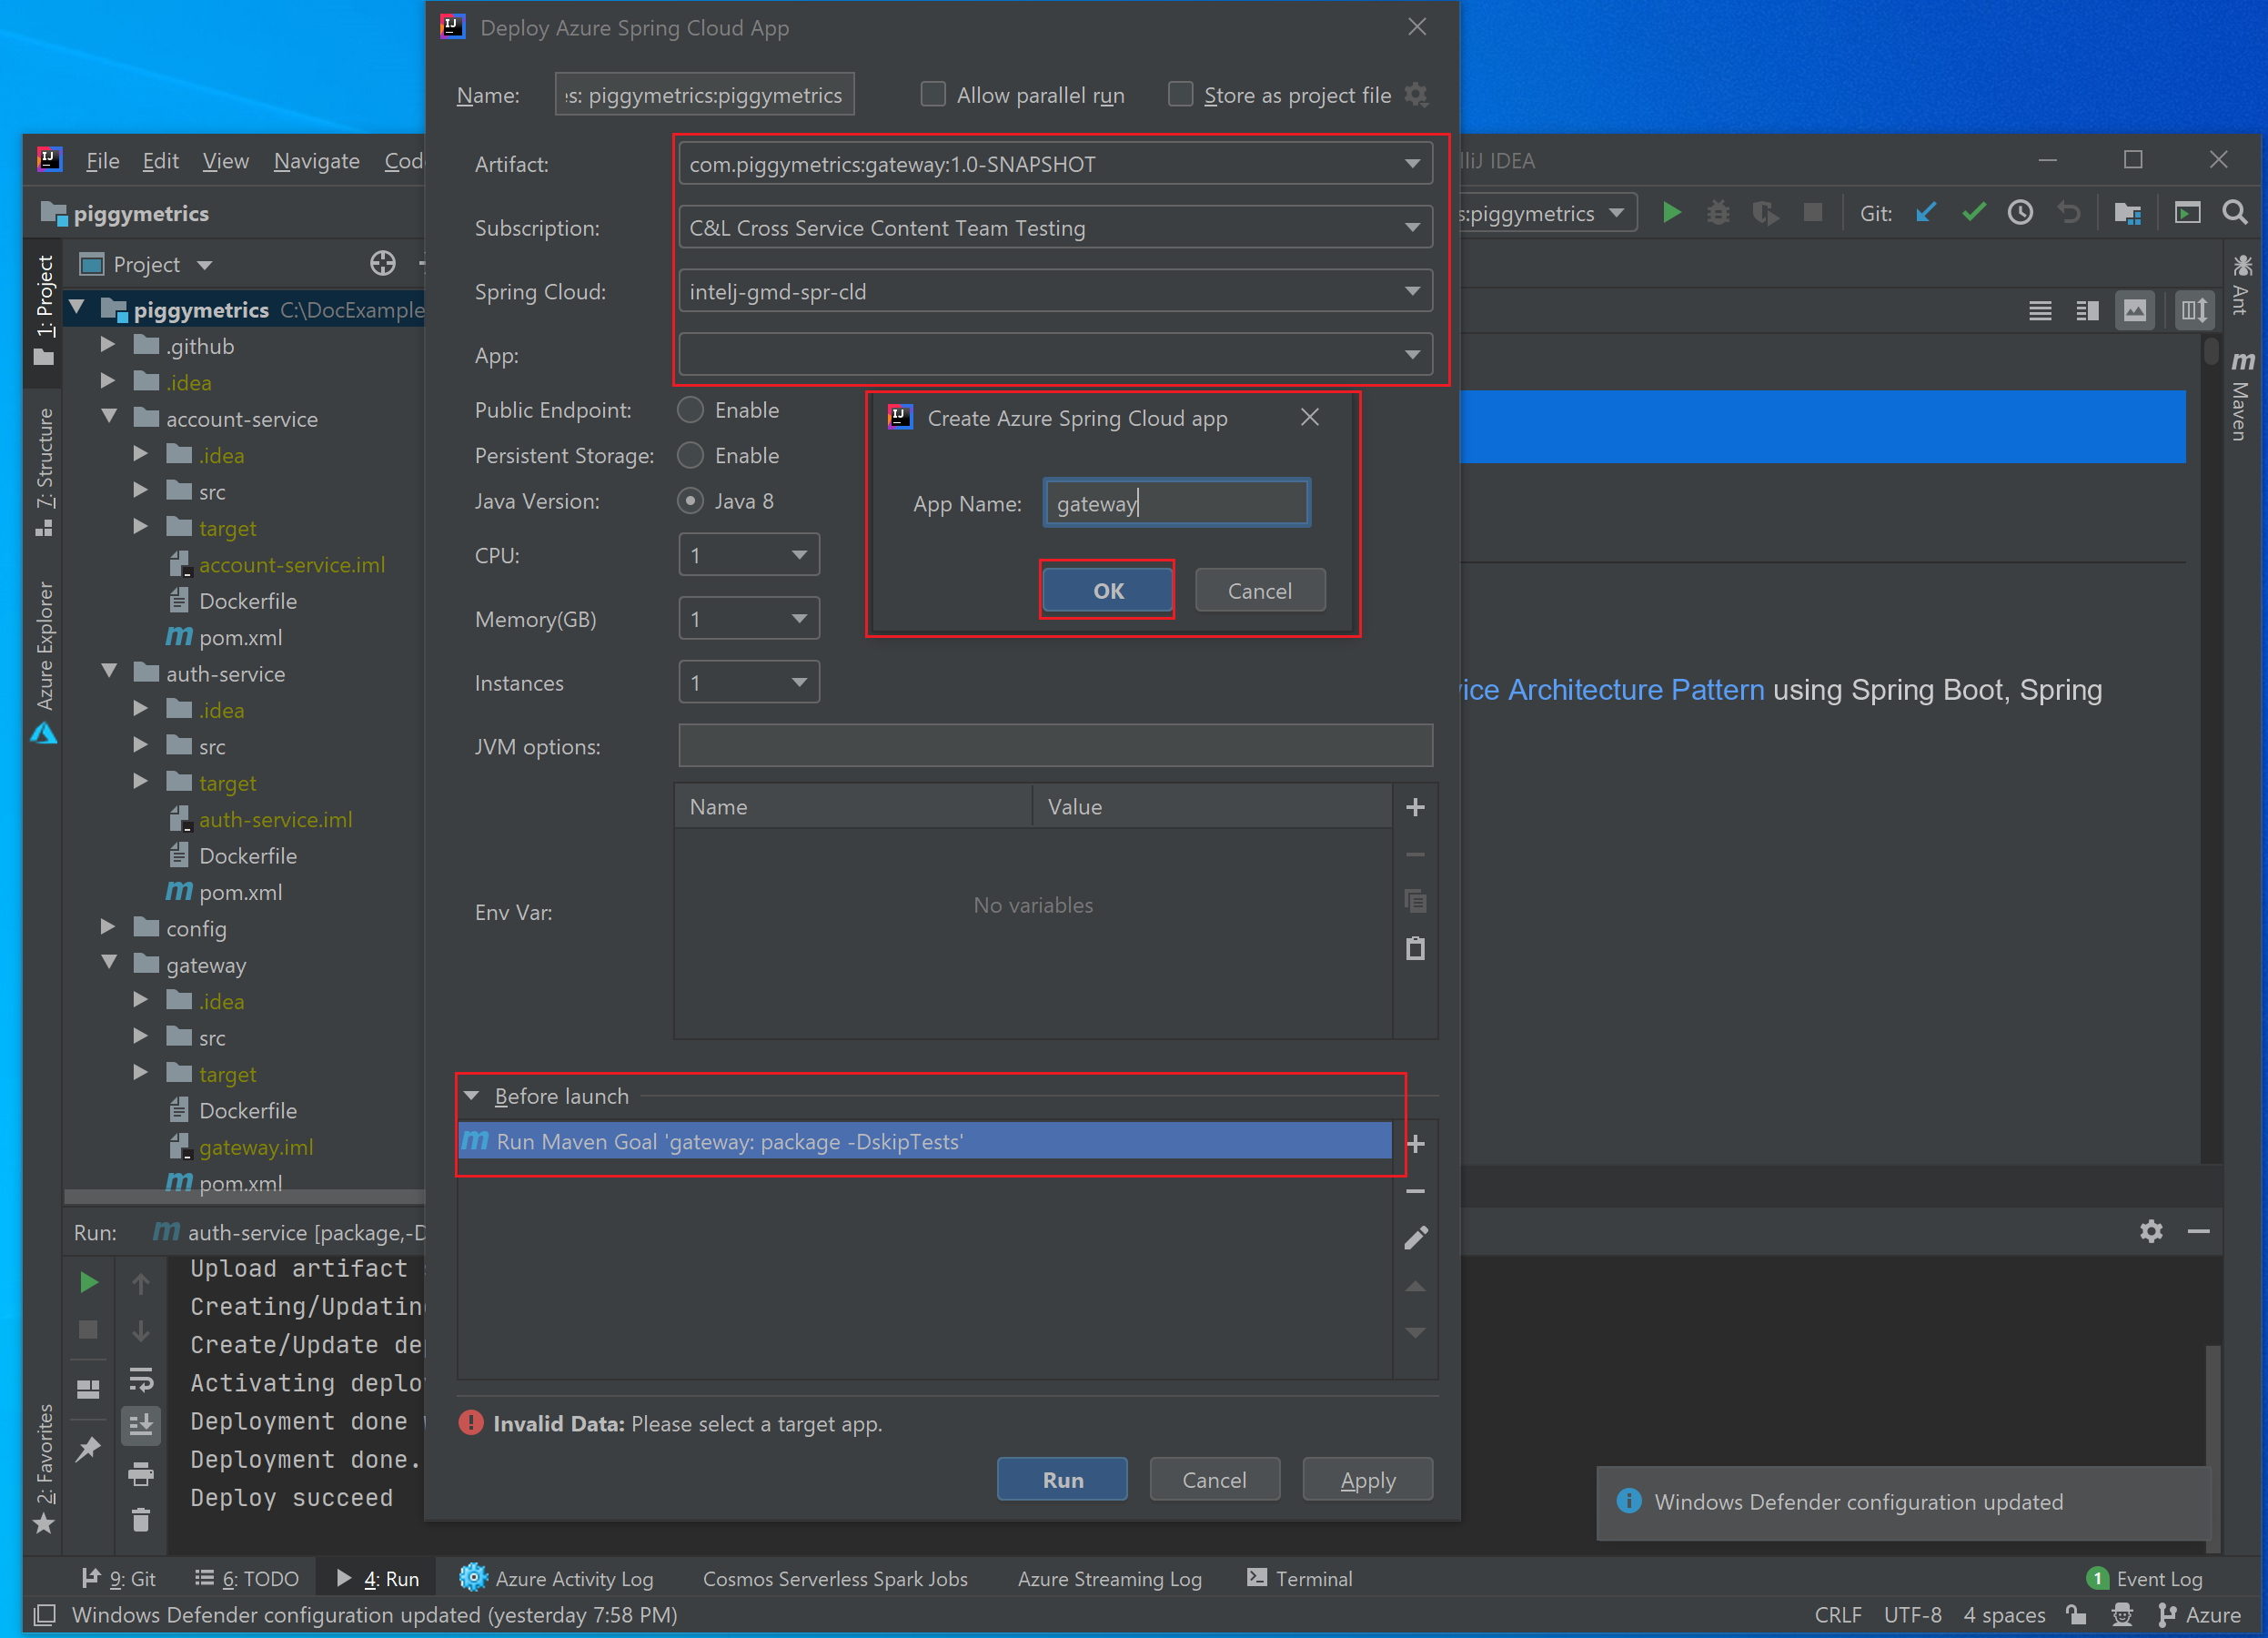 Deploy Azure Spring Cloud App
Name:
s: piggymetrics:piggymetrics
Allow parallel run
Store as project file
Artifact:
com.piggymetrics:gateway:1.0-SNAPSHOT
Subscription:
C&L Cross Service Content Team Testing
Spring Cloud:
intelj-gmd-spr-cld
App:
Public Endpoint:
Enable
Persistent Storage:
Enable
Java Version:
Java 8
CPU:
1
Memory(GB)
1
Instances
1
JVM options:
Name
Value
Env Var:
No variables
Before launch
m Run Maven Goal 'gateway: package -DskipTests'
Invalid Data: Please select a target app.
Run
Cancel
Apply
Create Azure Spring Cloud app
App Name:
gateway
OK
Cancel
File
Edit
View
Navigate
Code
lliJ IDEA
piggymetrics
s:piggymetrics
Git:
1: Project
7: Structure
Azure Explorer
2: Favorites
Project
piggymetrics C:\DocExample
.github
.idea
account-service
.idea
src
target
account-service.iml
Dockerfile
m pom.xml
auth-service
.idea
src
target
auth-service.iml
Dockerfile
m pom.xml
config
gateway
.idea
src
target
Dockerfile
gateway.iml
m pom.xml
Ant
m Maven
vice Architecture Pattern using Spring Boot, Spring
Run:
m auth-service [package,-D
Upload artifact
Creating/Updating
Create/Update de
Activating deplo
Deployment done
Deployment done.
Deploy succeed
Windows Defender configuration updated
9: Git
6: TODO
4: Run
Azure Activity Log
Cosmos Serverless Spark Jobs
Azure Streaming Log
Terminal
1 Event Log
Windows Defender configuration updated (yesterday 7:58 PM)
CRLF
UTF-8
4 spaces
Azure